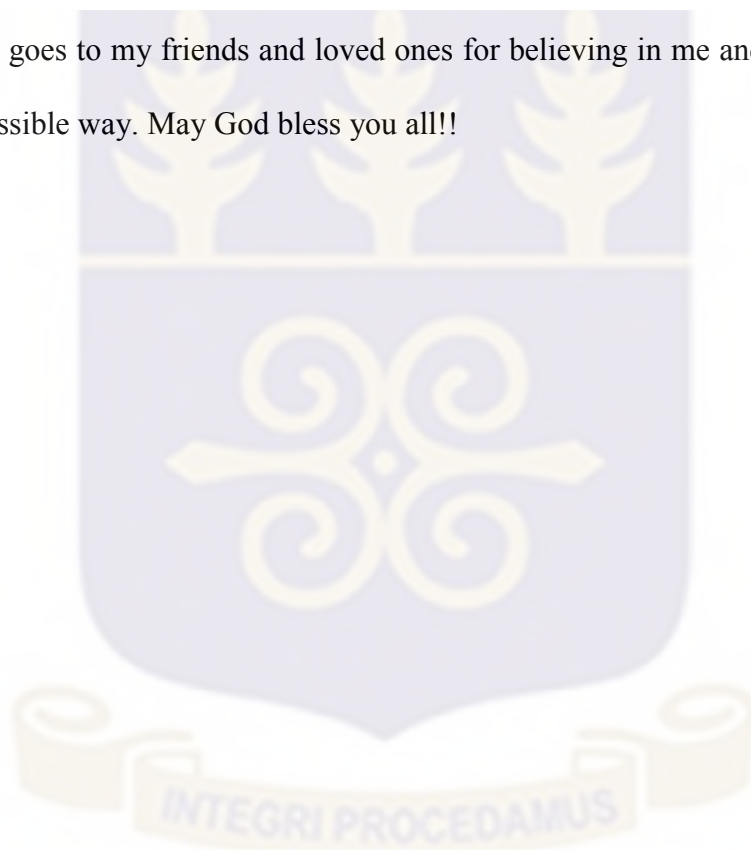 goes to my friends and loved ones for believing in me and
ssible way. May God bless you all!!
INTEGRI PROCEDAMUS